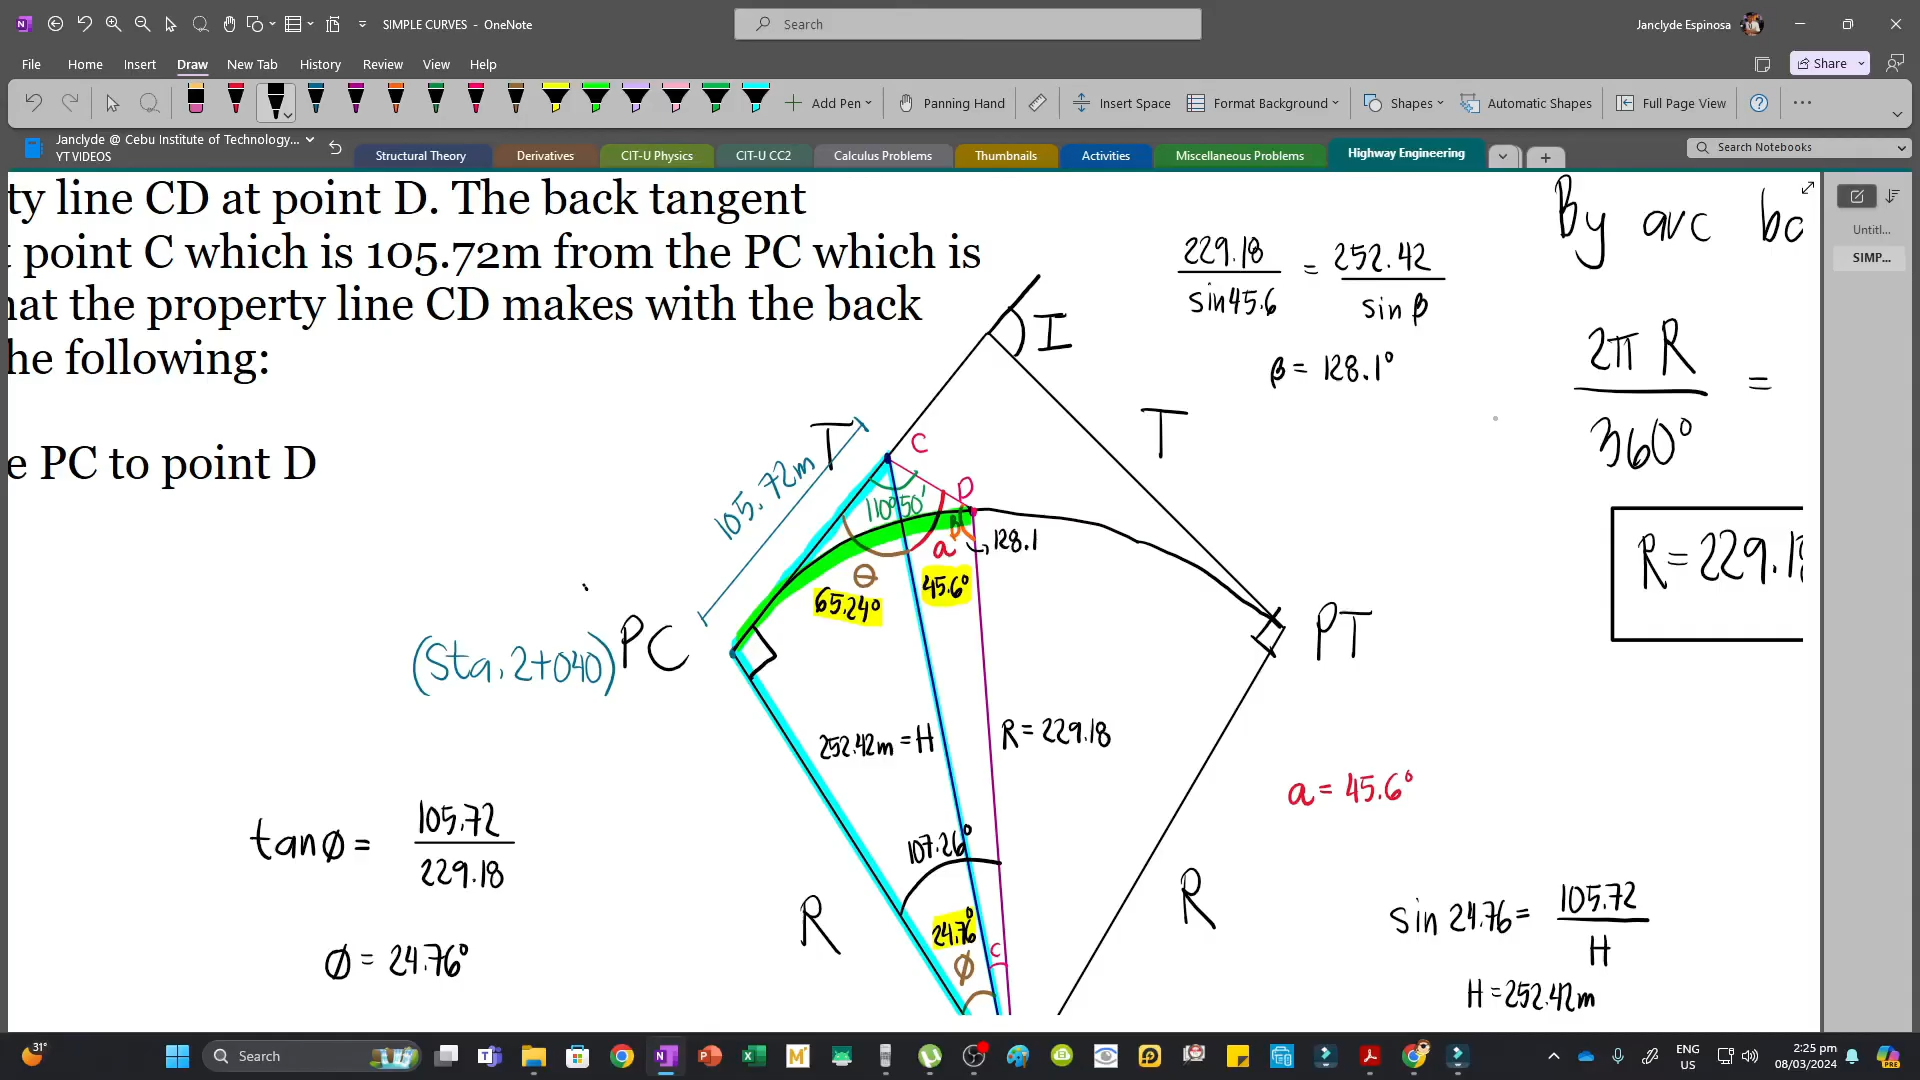 SIMPLE CURVES - OneNote
Search
Janclyde Espinosa
File Home Insert Draw New Tab History Review View Help
Share
Add Pen
Panning Hand
Insert Space
Format Background
Shapes
Automatic Shapes
Full Page View
Janclyde @ Cebu Institute of Technology...
YT VIDEOS
Structural Theory
Derivatives
CIT-U Physics
CIT-U CC2
Calculus Problems
Thumbnails
Activities
Miscellaneous Problems
Highway Engineering
Search Notebooks
Untitl...
SIMP...
ty line CD at point D. The back tangent
point C which is 105.72m from the PC which is
hat the property line CD makes with the back
he following:
e PC to point D
By arc ba
229.18 / sin45.6 = 252.42 / sin β
β = 128.1°
2π R / 360° =
R = 229.18
I
T
T
C
D
105.72m
110°50'
β
128.1
a
θ
65.24°
45.6°
(Sta. 2+040) PC
PT
252.42m = H
R = 229.18
a = 45.6°
tanø = 105.72 / 229.18
ø = 24.76°
107.26°
24.76°
C
ø
R
R
sin 24.76 = 105.72 / H
H = 252.42m
31°
Search
ENG
US
2:25 pm
08/03/2024